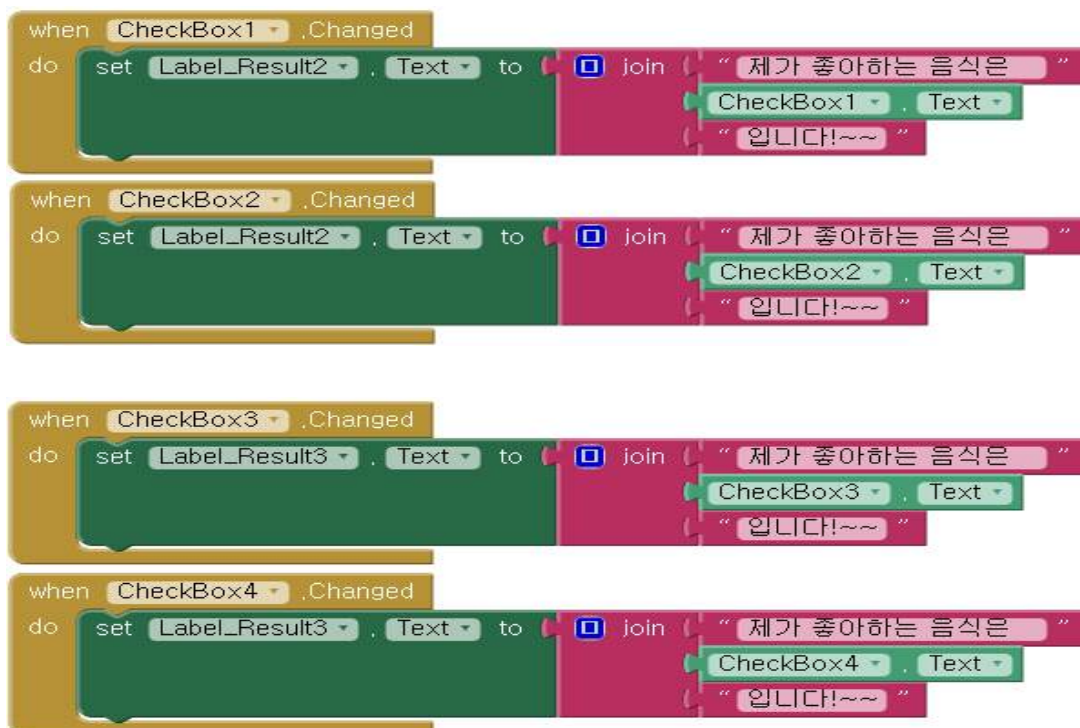 when CheckBox1 .Changed
do set Label_Result2 . Text to join " 제가 좋아하는 음식은 "
CheckBox1 . Text
" 입니다!~~ "
when CheckBox2 .Changed
do set Label_Result2 . Text to join " 제가 좋아하는 음식은 "
CheckBox2 . Text
" 입니다!~~ "
when CheckBox3 .Changed
do set Label_Result3 . Text to join " 제가 좋아하는 음식은 "
CheckBox3 . Text
" 입니다!~~ "
when CheckBox4 .Changed
do set Label_Result3 . Text to join " 제가 좋아하는 음식은 "
CheckBox4 . Text
" 입니다!~~ "